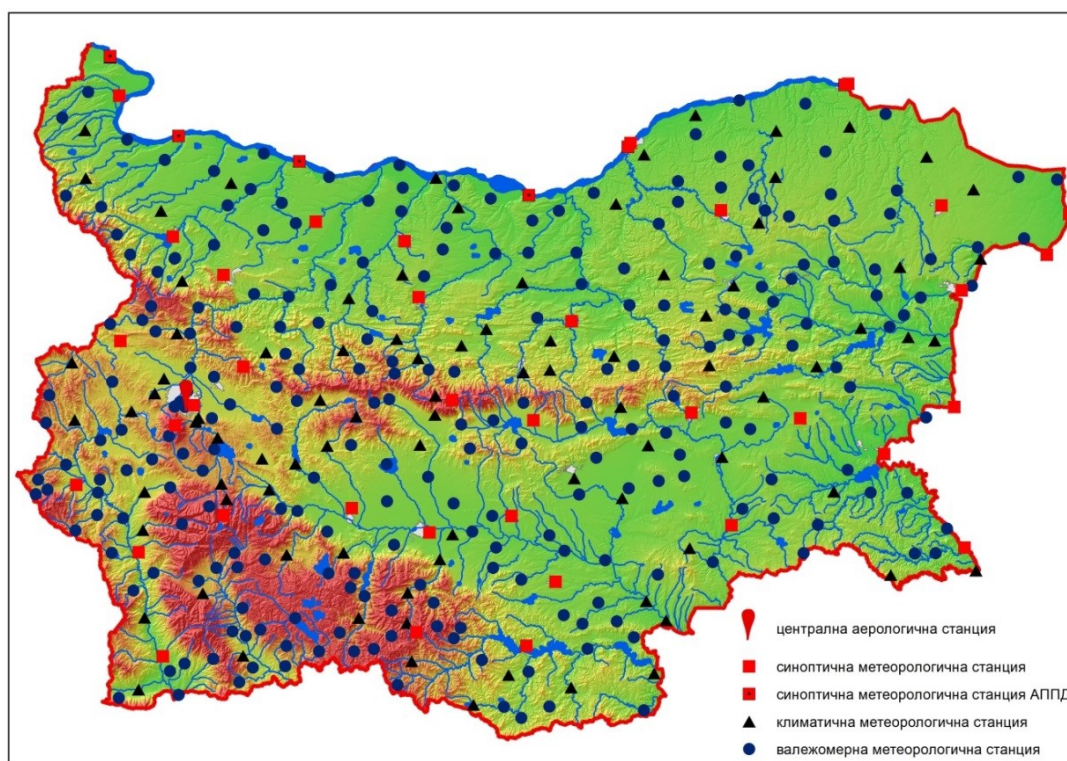 централна аерологична станция
синоптична метеорологична станция
синоптична метеорологична станция АППД
климатична метеорологична станция
валежомерна метеорологична станция